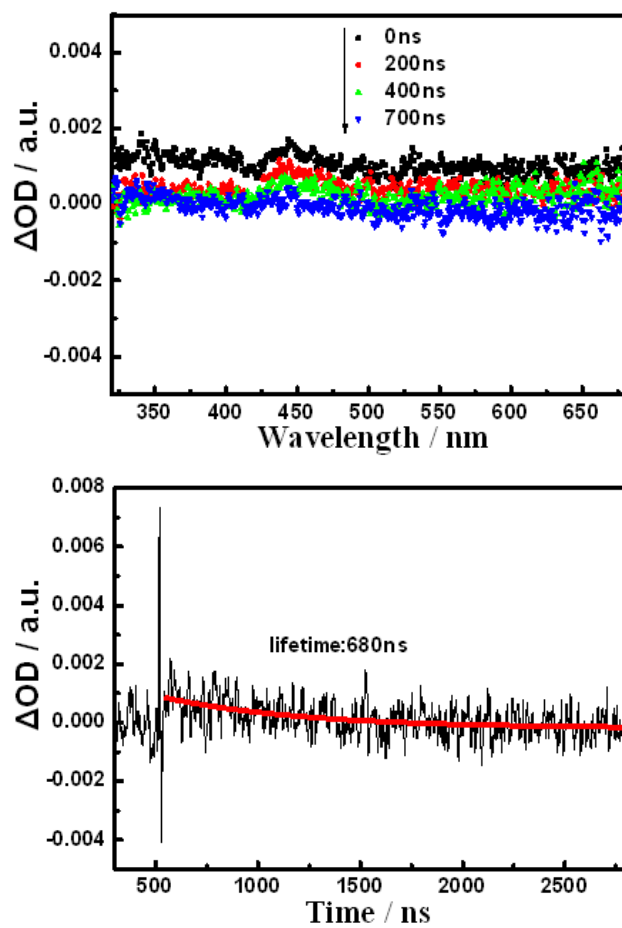 0.004
0.002
0.000
-0.002
-0.004
ΔOD / a.u.
0ns
200ns
400ns
700ns
350 400 450 500 550 600 650
Wavelength / nm
0.008
0.006
0.004
0.002
0.000
-0.002
-0.004
ΔOD / a.u.
lifetime:680ns
500 1000 1500 2000 2500
Time / ns